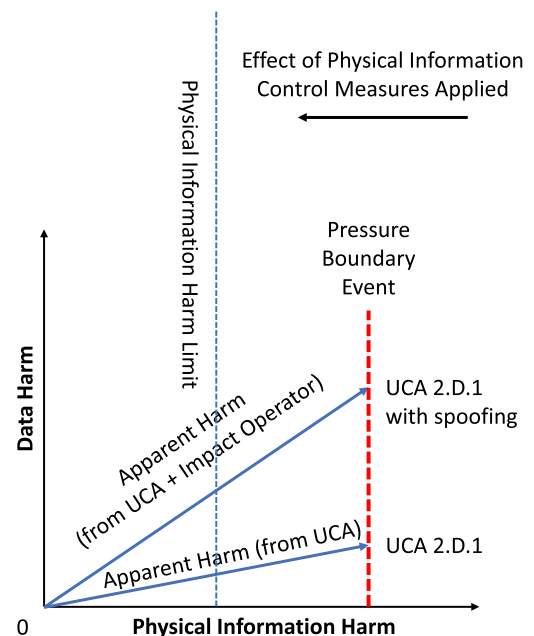 Effect of Physical Information
Control Measures Applied
Physical Information Harm Limit
Pressure
Boundary
Event
Data Harm
Apparent Harm
(from UCA + Impact Operator)
UCA 2.D.1
with spoofing
Apparent Harm (from UCA)
UCA 2.D.1
0
Physical Information Harm